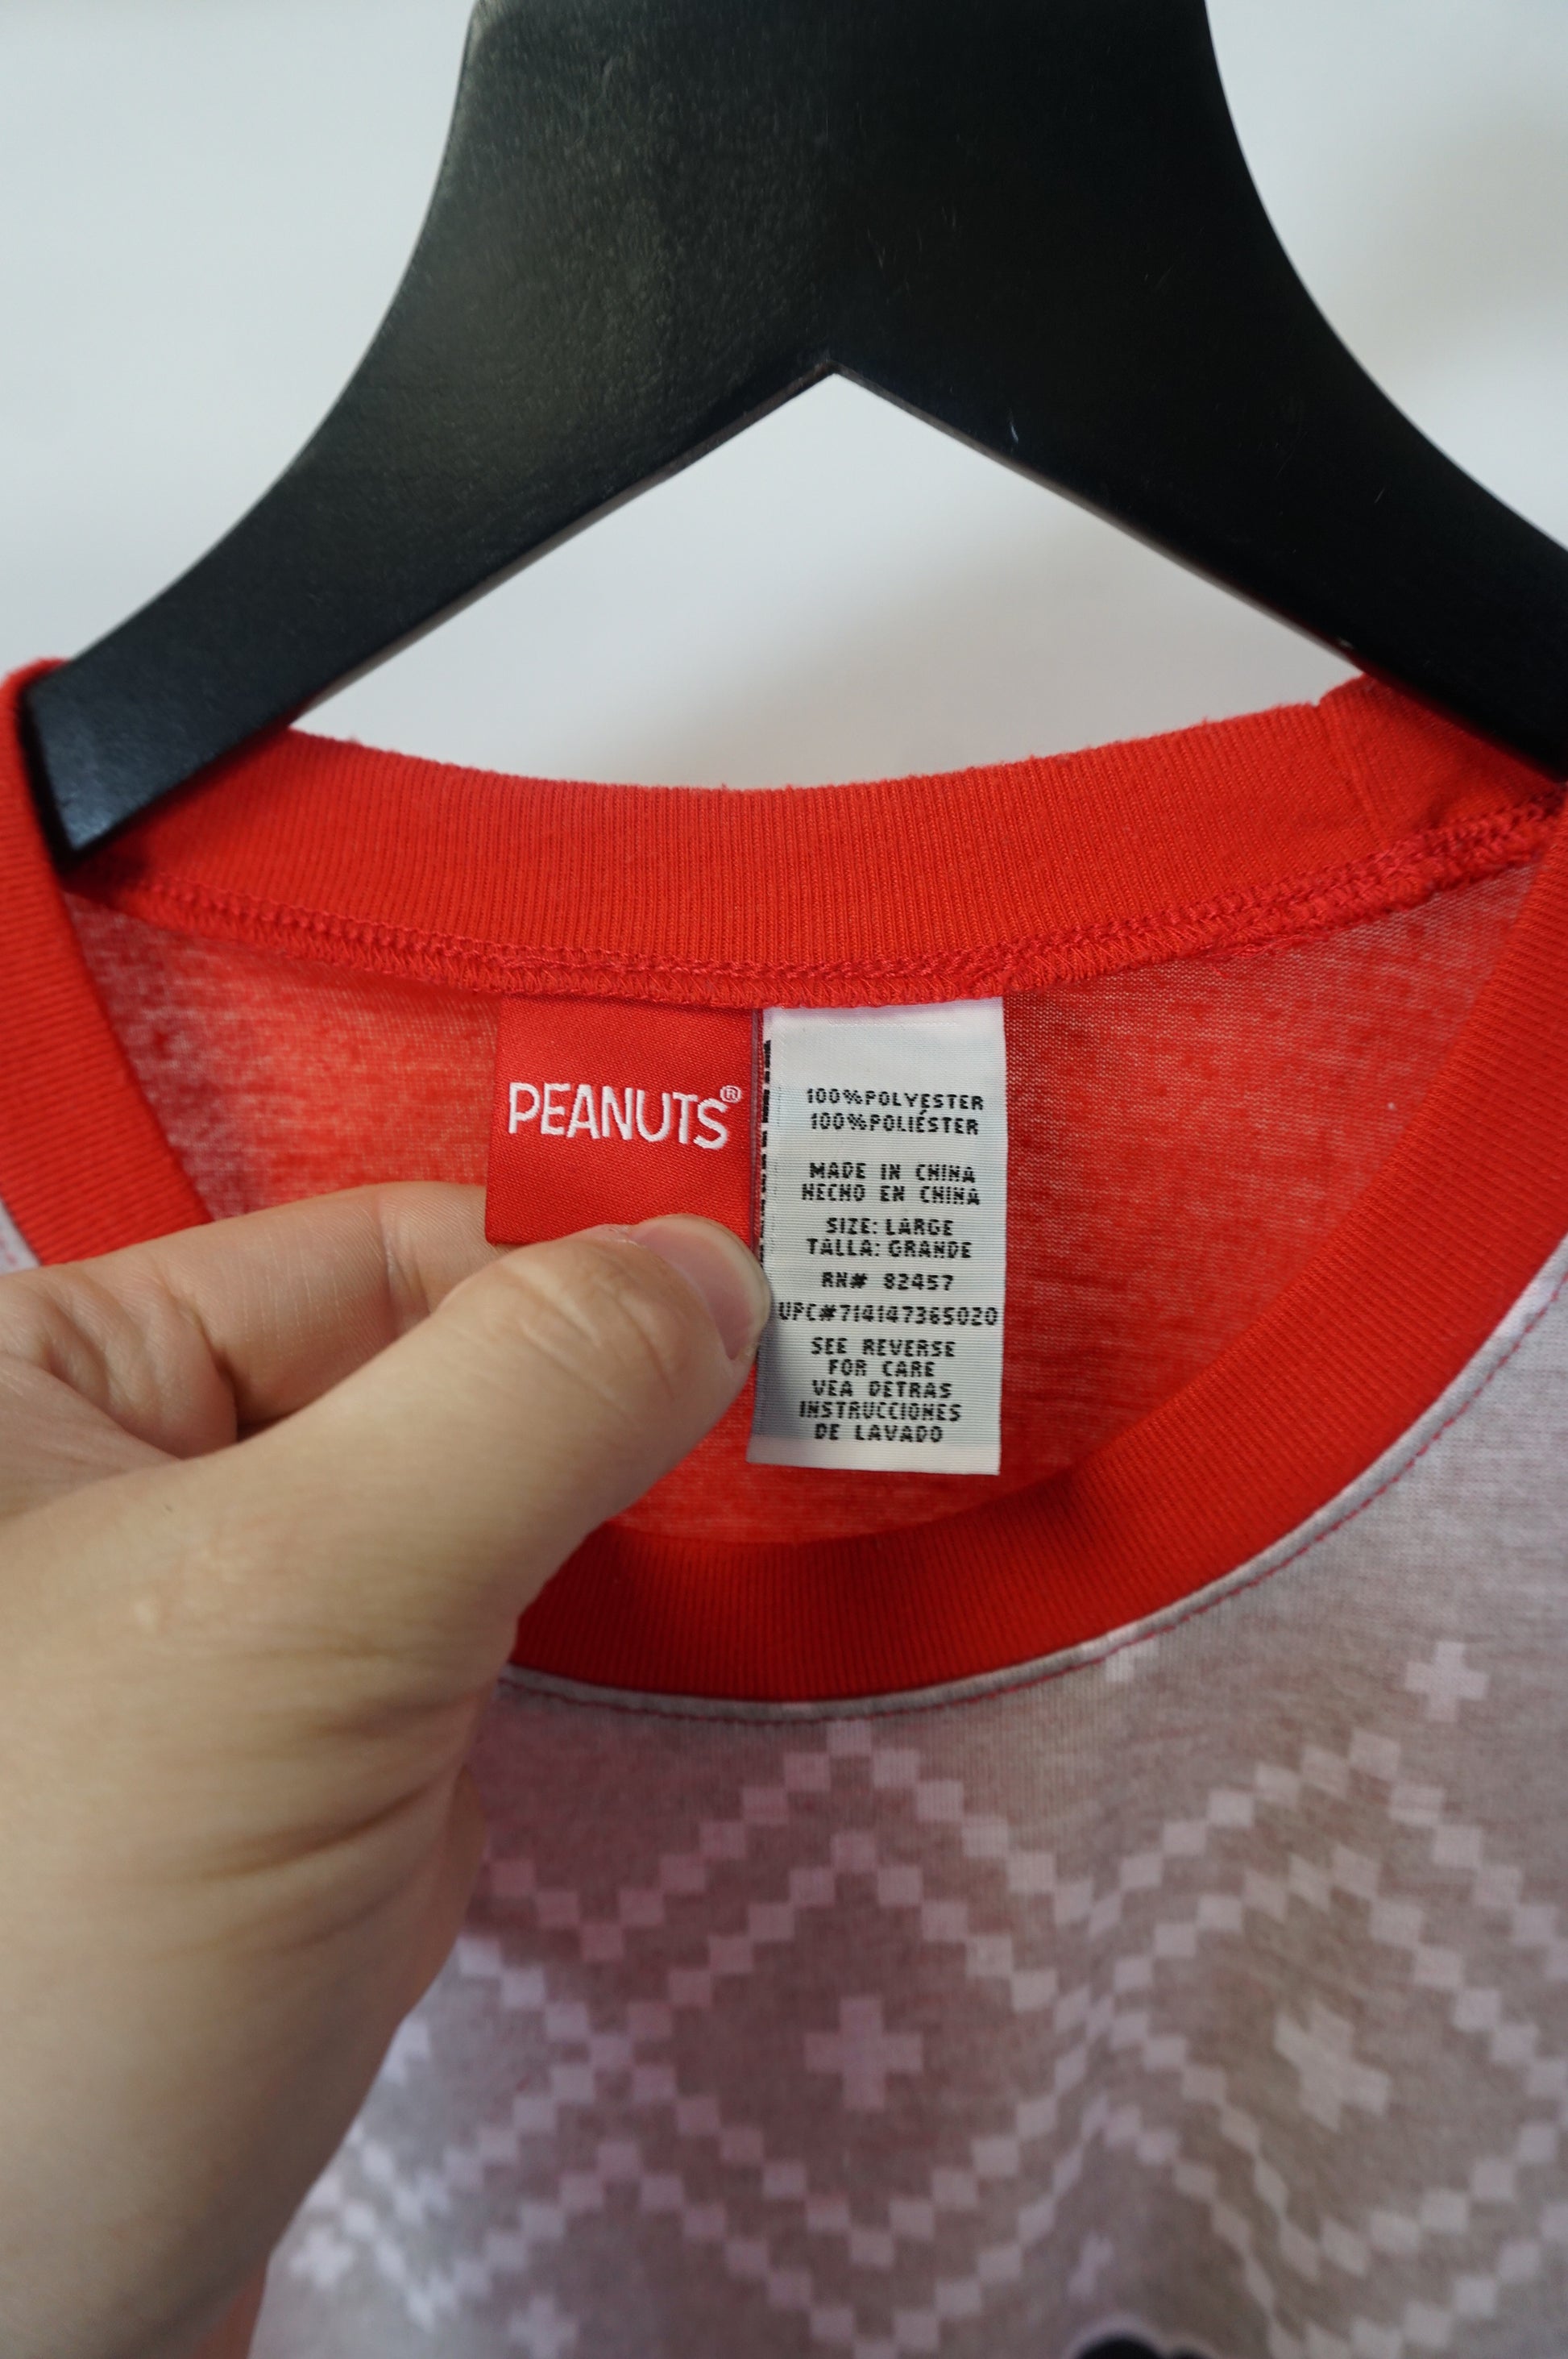 PEANUTS®
100%POLYESTER
100%POLIÉSTER
MADE IN CHINA
HECHO EN CHINA
SIZE: LARGE
TALLA: GRANDE
RN# 82457
UPC#714147365020
SEE REVERSE
FOR CARE
VEA DETRAS
INSTRUCCIONES
DE LAVADO